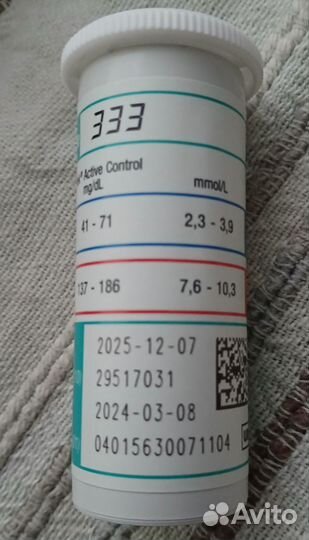 333
Active Control
mg/dL mmol/L
41 - 71 2,3 - 3,9
137 - 186 7,6 - 10,3
2025-12-07
29517031
2024-03-08
04015630071104
Avito